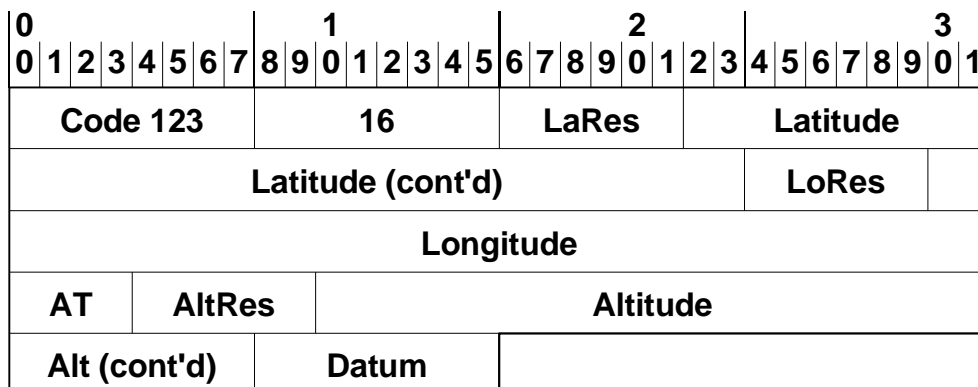 0 1 2 3
0 1 2 3 4 5 6 7 8 9 0 1 2 3 4 5 6 7 8 9 0 1 2 3 4 5 6 7 8 9 0 1
Code 123 16 LaRes Latitude
Latitude (cont'd) LoRes
Longitude
AT AltRes Altitude
Alt (cont'd) Datum